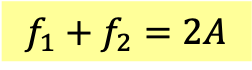 f₁ + f₂ = 2A